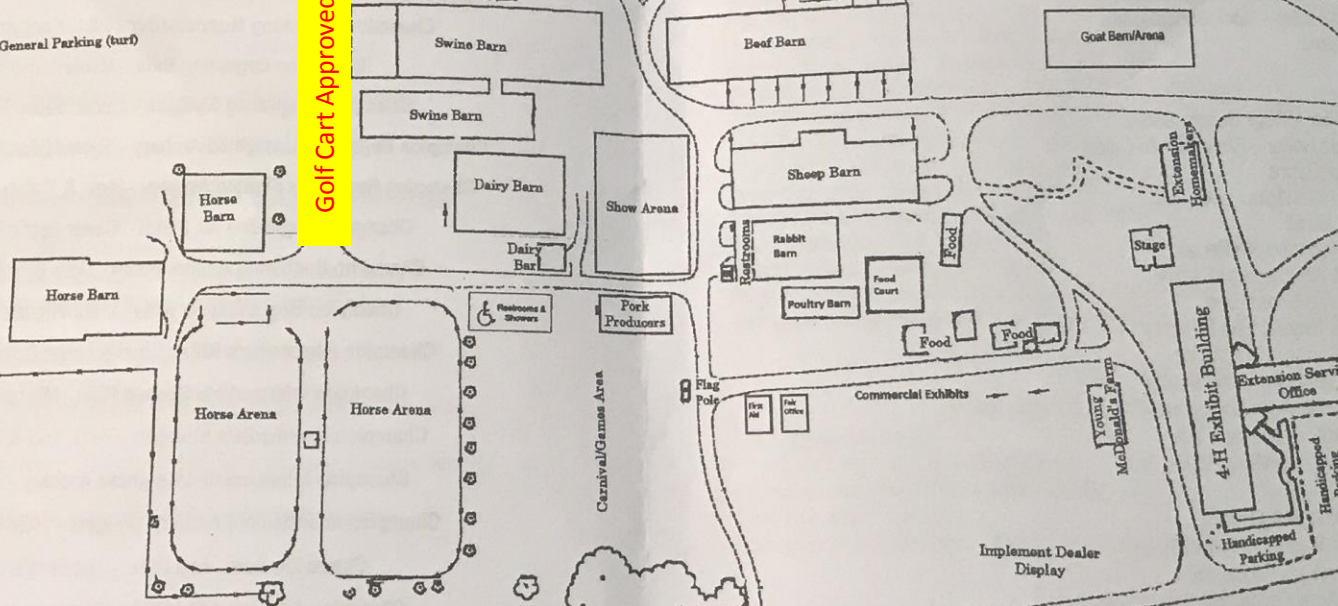 General Parking (turf)
Golf Cart Approved
Swine Barn
Beef Barn
Goat Bern/Arena
Swine Barn
Dairy Barn
Show Arena
Sheep Barn
Extension
Homemakers
Horse
Barn
Dairy
Bar
Restrooms
Rabbit
Barn
Food
Stage
Horse Barn
Restrooms &
Showers
Pork
Producers
Poultry Barn
Food
Court
Food
Food
4-H Exhibit Building
Extension
Office
Flag
Pole
First
Aid
Fair
Office
Commercial Exhibits
Young
McDonald's Farm
Horse Arena
Horse Arena
Carnival/Games Area
Handicapped
Handicapped
Parking
Implement Dealer
Display